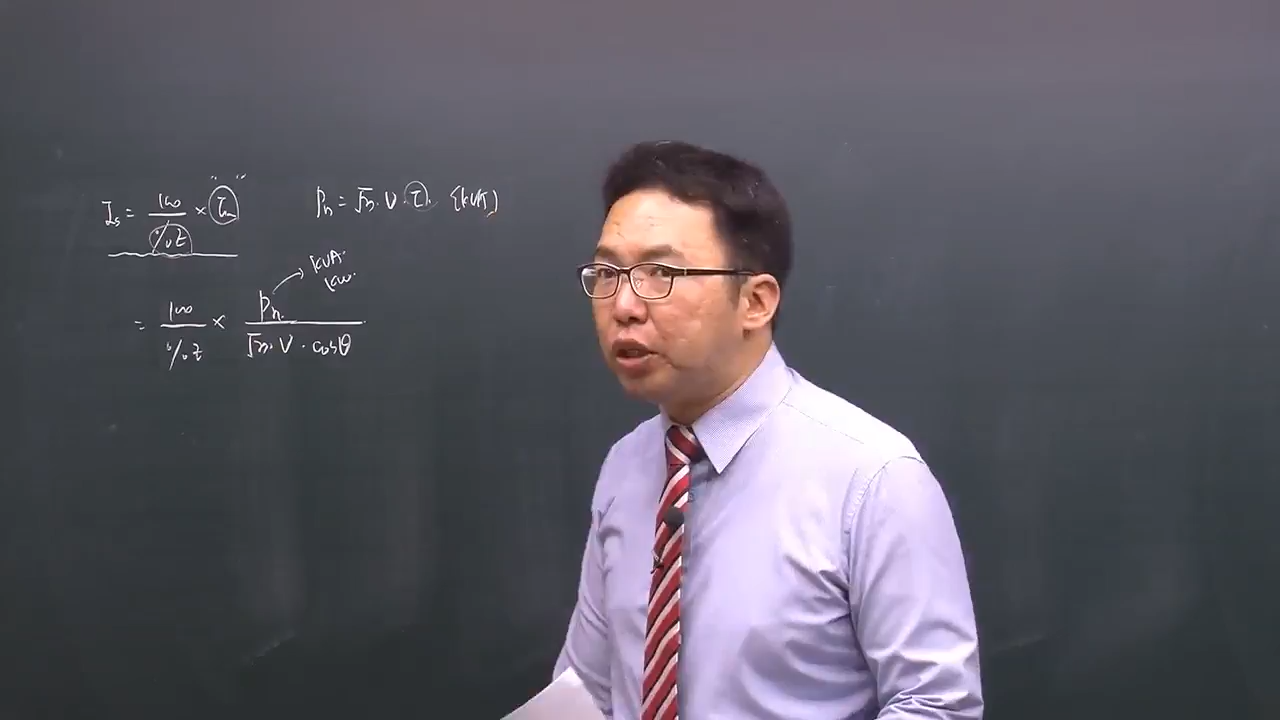 Is = 100/%Z × "In"
Pn = √3 · V · In [kVA]
kVA.
kW.
= 100/%Z × Pn/√3 · V · cosθ